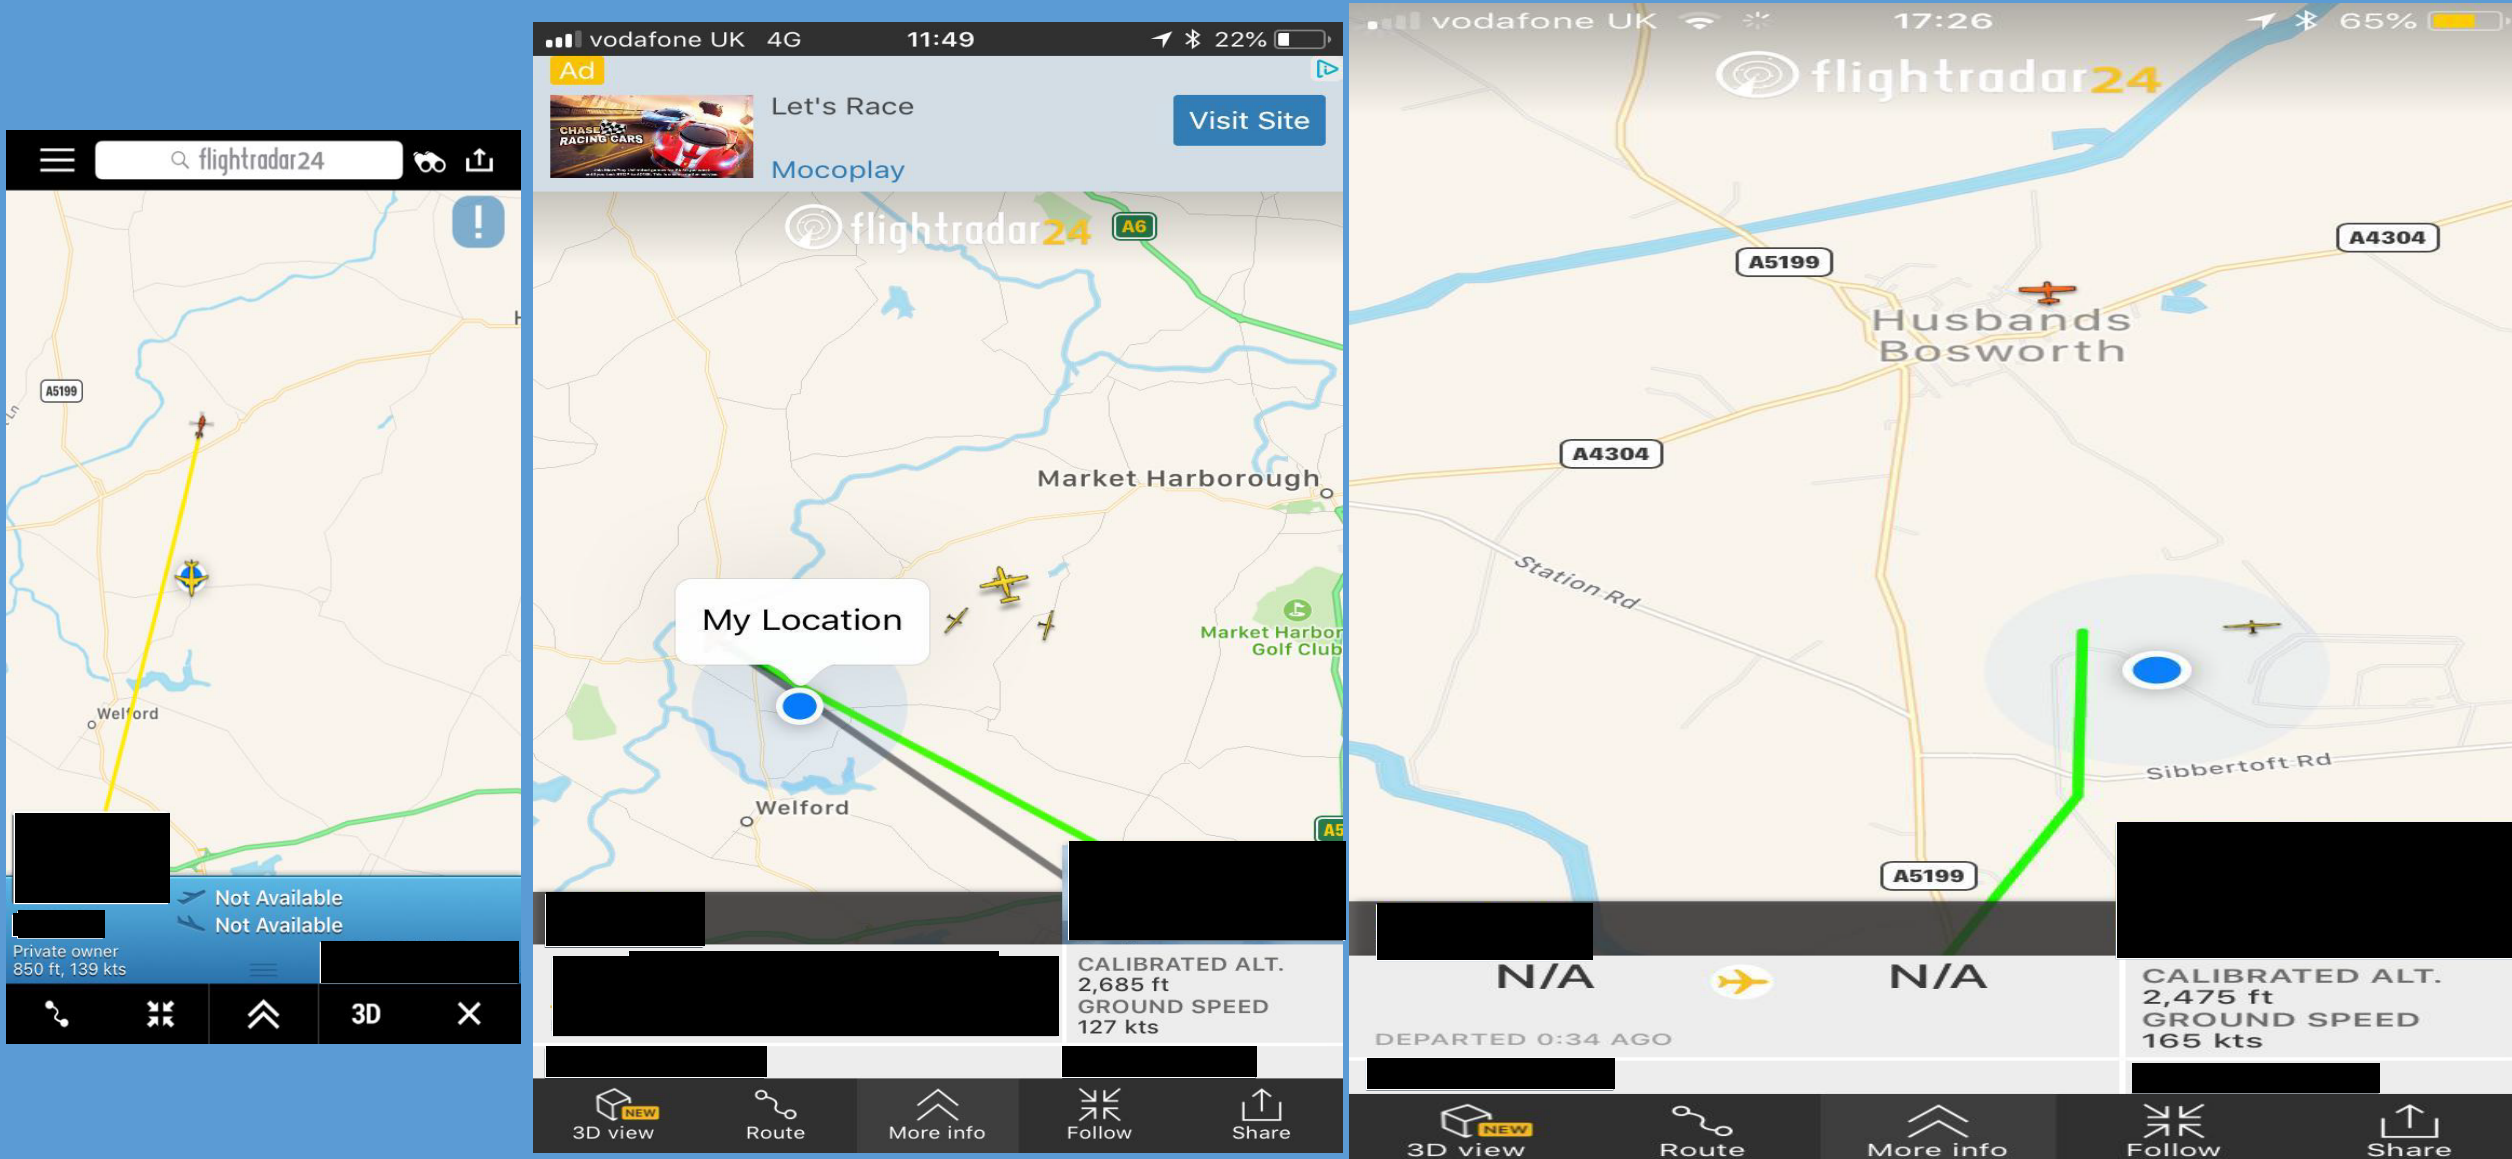 flightradar24
H
A5199
Ln
Welford
Not Available
Not Available
Private owner
850 ft, 139 kts
3D
vodafone UK 4G 11:49 22%
Ad
Let's Race
CHASE
RACING CARS
Visit Site
Mocoplay
flightradar24
A6
Market Harborough
My Location
Market Harbor
Golf Club
Welford
A5
CALIBRATED ALT.
2,685 ft
GROUND SPEED
127 kts
NEW
3D view Route More info Follow Share
vodafone UK 17:26 65%
flightradar24
A4304
A5199
Husbands
Bosworth
A4304
Station Rd
Sibbertoft Rd
A5199
N/A N/A
DEPARTED 0:34 AGO
CALIBRATED ALT.
2,475 ft
GROUND SPEED
165 kts
NEW
3D view Route More info Follow Share